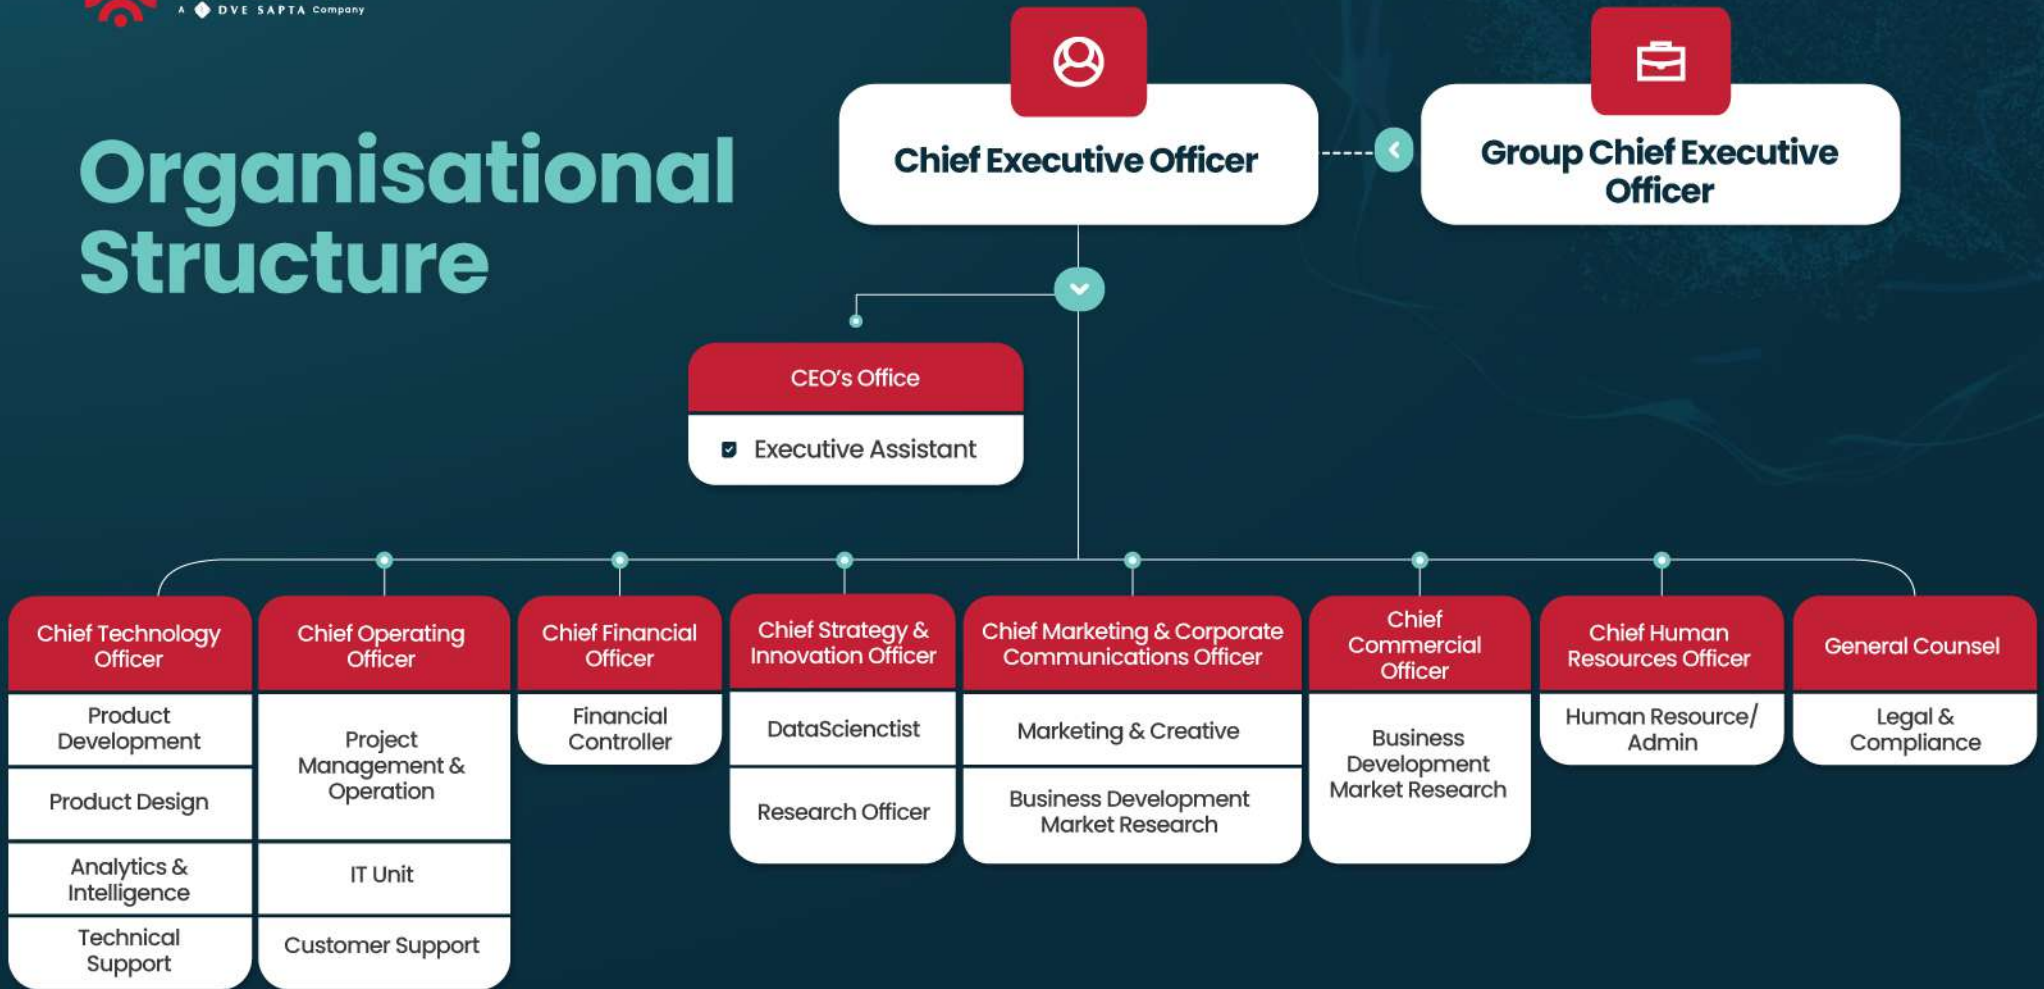 A DVE SAPTA Company
Organisational
Structure
Chief Executive Officer
Group Chief Executive
Officer
CEO's Office
Executive Assistant
Chief Technology
Officer
Product
Development
Product Design
Analytics &
Intelligence
Technical
Support
Chief Operating
Officer
Project
Management &
Operation
IT Unit
Customer Support
Chief Financial
Officer
Financial
Controller
Chief Strategy &
Innovation Officer
DataScienctist
Research Officer
Chief Marketing & Corporate
Communications Officer
Marketing & Creative
Business Development
Market Research
Chief
Commercial
Officer
Business
Development
Market Research
Chief Human
Resources Officer
Human Resource/
Admin
General Counsel
Legal &
Compliance